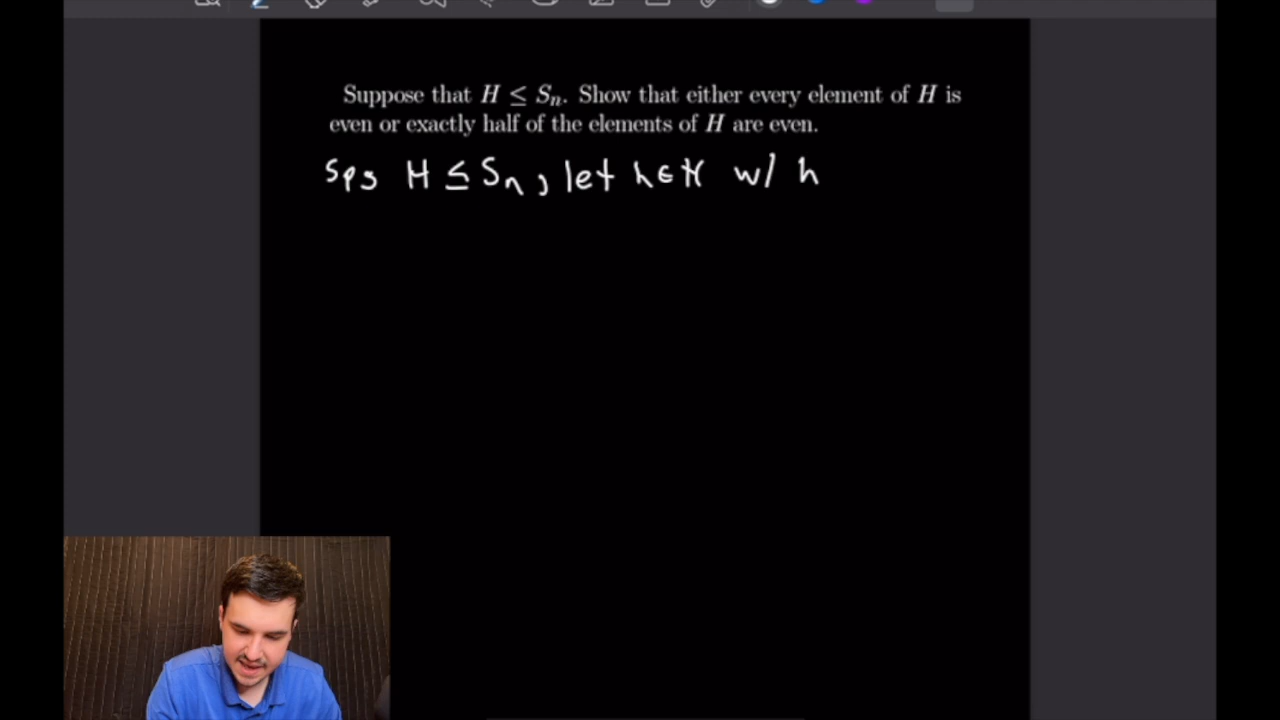 Suppose that H ≤ Sₙ. Show that either every element of H is
even or exactly half of the elements of H are even.
Sps H ≤ Sₙ, let h ∈ H w/ h